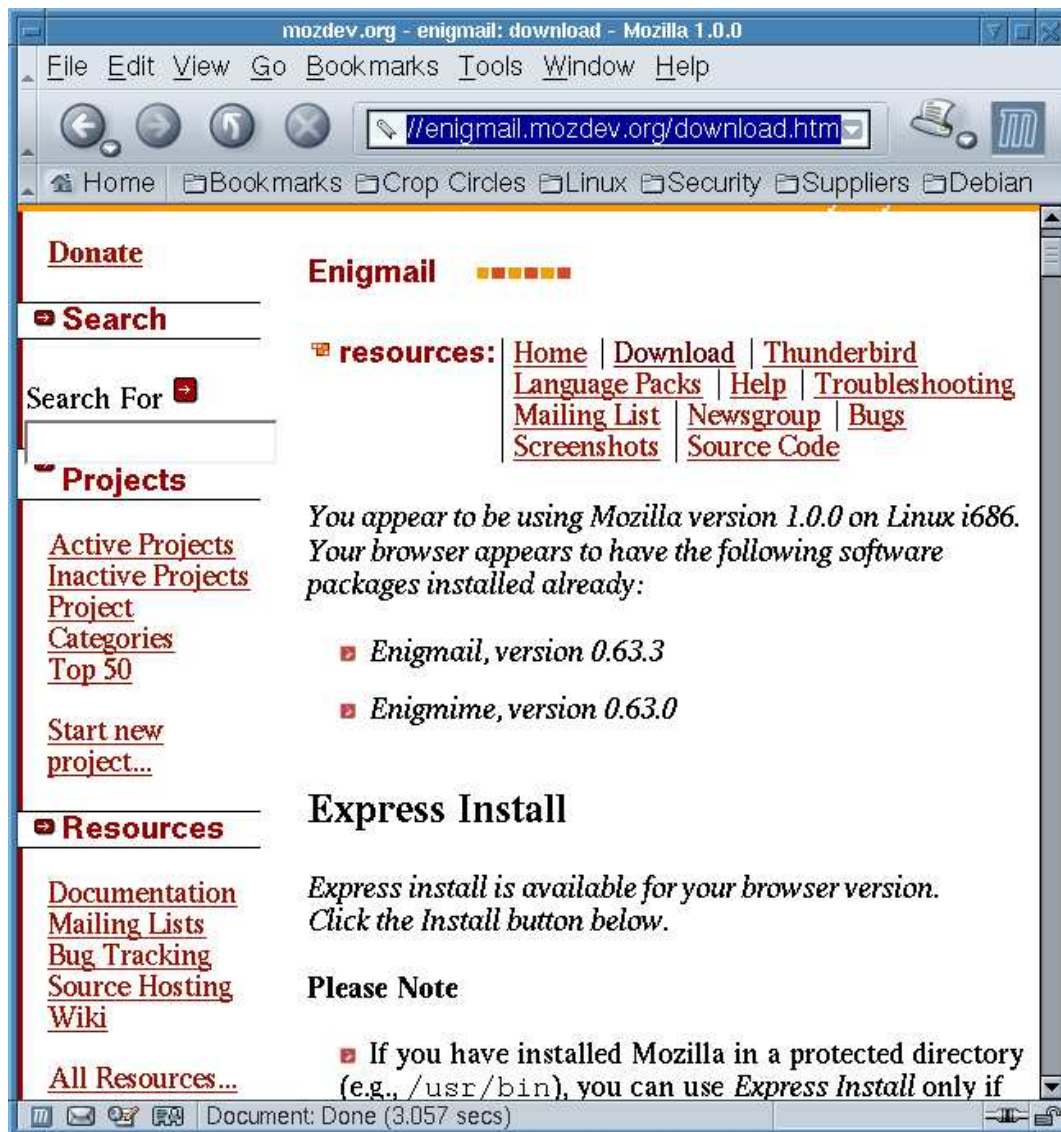 mozdev.org - enigmail: download - Mozilla 1.0.0
File Edit View Go Bookmarks Tools Window Help
//enigmail.mozdev.org/download.htm
Home Bookmarks Crop Circles Linux Security Suppliers Debian
Donate
Search
Search For
Projects
Active Projects
Inactive Projects
Project
Categories
Top 50
Start new
project...
Resources
Documentation
Mailing Lists
Bug Tracking
Source Hosting
Wiki
All Resources...
Enigmail
resources: Home | Download | Thunderbird
Language Packs | Help | Troubleshooting
Mailing List | Newsgroup | Bugs
Screenshots | Source Code
You appear to be using Mozilla version 1.0.0 on Linux i686.
Your browser appears to have the following software
packages installed already:
Enigmail, version 0.63.3
Enigmime, version 0.63.0
Express Install
Express install is available for your browser version.
Click the Install button below.
Please Note
If you have installed Mozilla in a protected directory
(e.g., /usr/bin), you can use Express Install only if
Document: Done (3.057 secs)